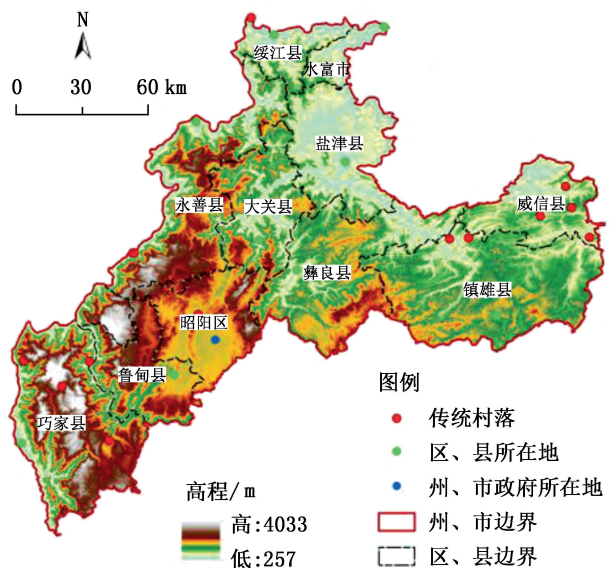 N
0 30 60 km
绥江县
水富市
盐津县
威信县
永善县
大关县
彝良县
镇雄县
昭阳区
鲁甸县
巧家县
图例
传统村落
区、县所在地
州、市政府所在地
州、市边界
区、县边界
高程/m
高:4033
低:257